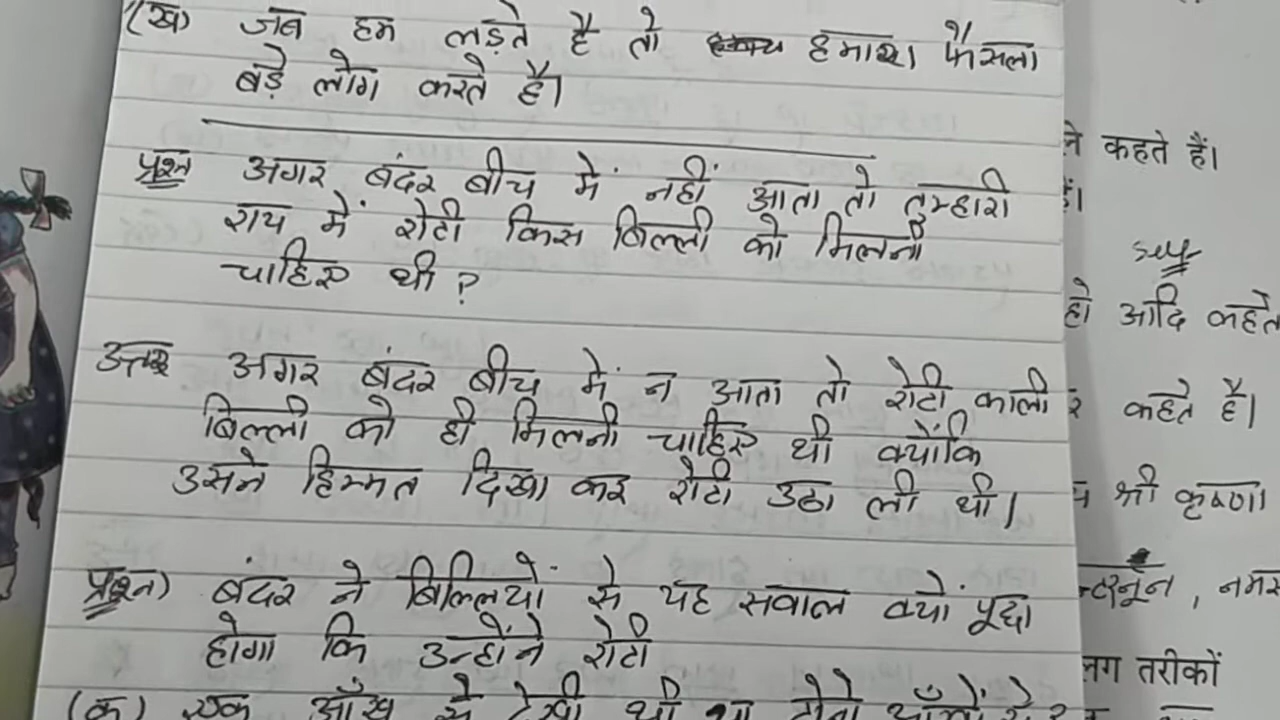 (ख) जब हम लड़ते है तो हमारा फैसला
बड़े लोग करते है।
प्रश्न अगर बंदर बीच में नहीं आता तो तुम्हारी
राय में रोटी किस बिल्ली को मिलनी
चाहिए थी ?
उत्तर अगर बंदर बीच में न आता तो रोटी काली
बिल्ली को ही मिलनी चाहिए थी क्योंकि
उसने हिम्मत दिखा कर रोटी उठा ली थी।
प्रश्न) बंदर ने बिल्लियों से यह सवाल क्यों पूछा
होगा कि उन्होंने रोटी
(क) एक आँख से देखी थी या दोनो आँखों से
ने कहते हैं।
हैं।
हो आदि कहते
कहते है।
श्री कृष्णा
नमस
लग तरीकों